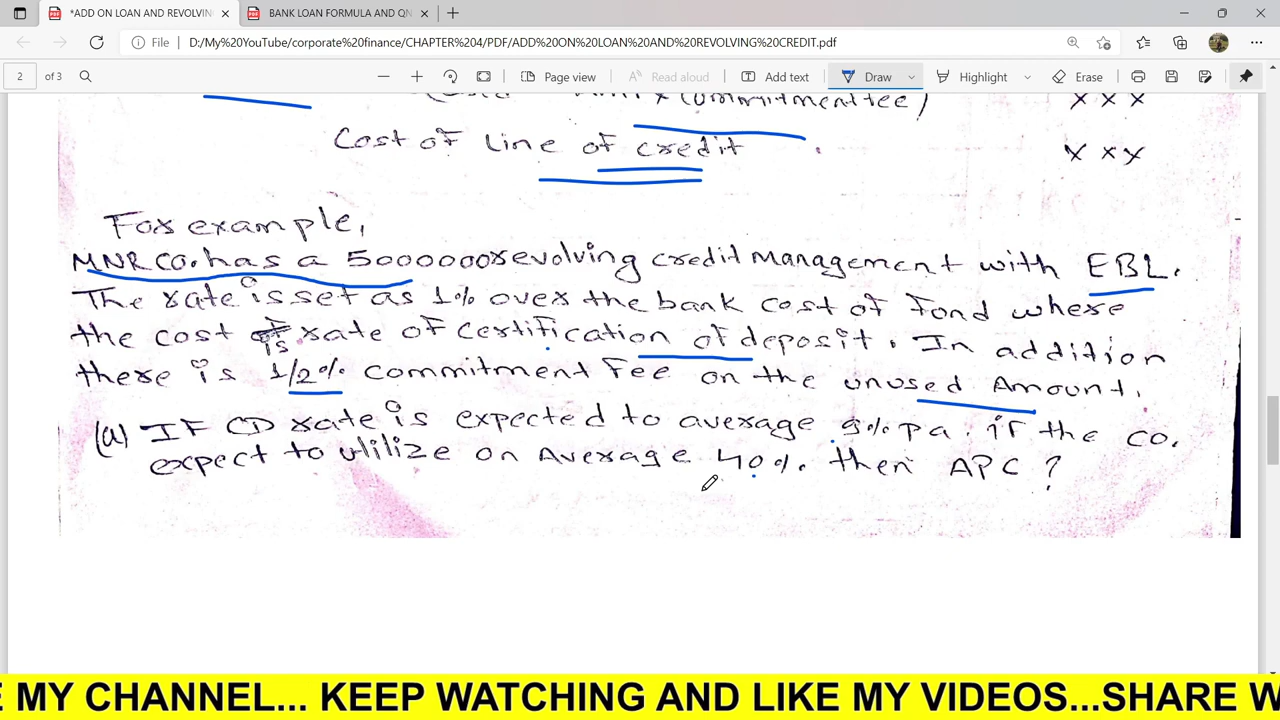 *ADD ON LOAN AND REVOLVIN
BANK LOAN FORMULA AND QN
File D:/My%20YouTube/corporate%20finance/CHAPTER%204/PDF/ADD%20ON%20LOAN%20AND%20REVOLVING%20CREDIT.pdf
2 of 3 Page view Read aloud Add text Draw Highlight Erase
Commitment fee) x x x
Cost of line of credit x x x
For example,
MNR CO. has a 5000000 revolving credit Management with EBL.
The rate is set as 1% over the bank cost of Fond where
the cost is rate of certification of deposit. In addition
there is 1/2% commitment Fee on the unused Amount.
(a) IF CD rate is expected to average 9% pa. if the CO.
expect to utilize on Average 40% then APC ?
E MY CHANNEL... KEEP WATCHING AND LIKE MY VIDEOS...SHARE W